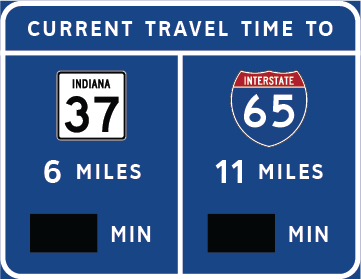 CURRENT TRAVEL TIME TO
INDIANA
37
6 MILES
MIN
INTERSTATE
65
11 MILES
MIN